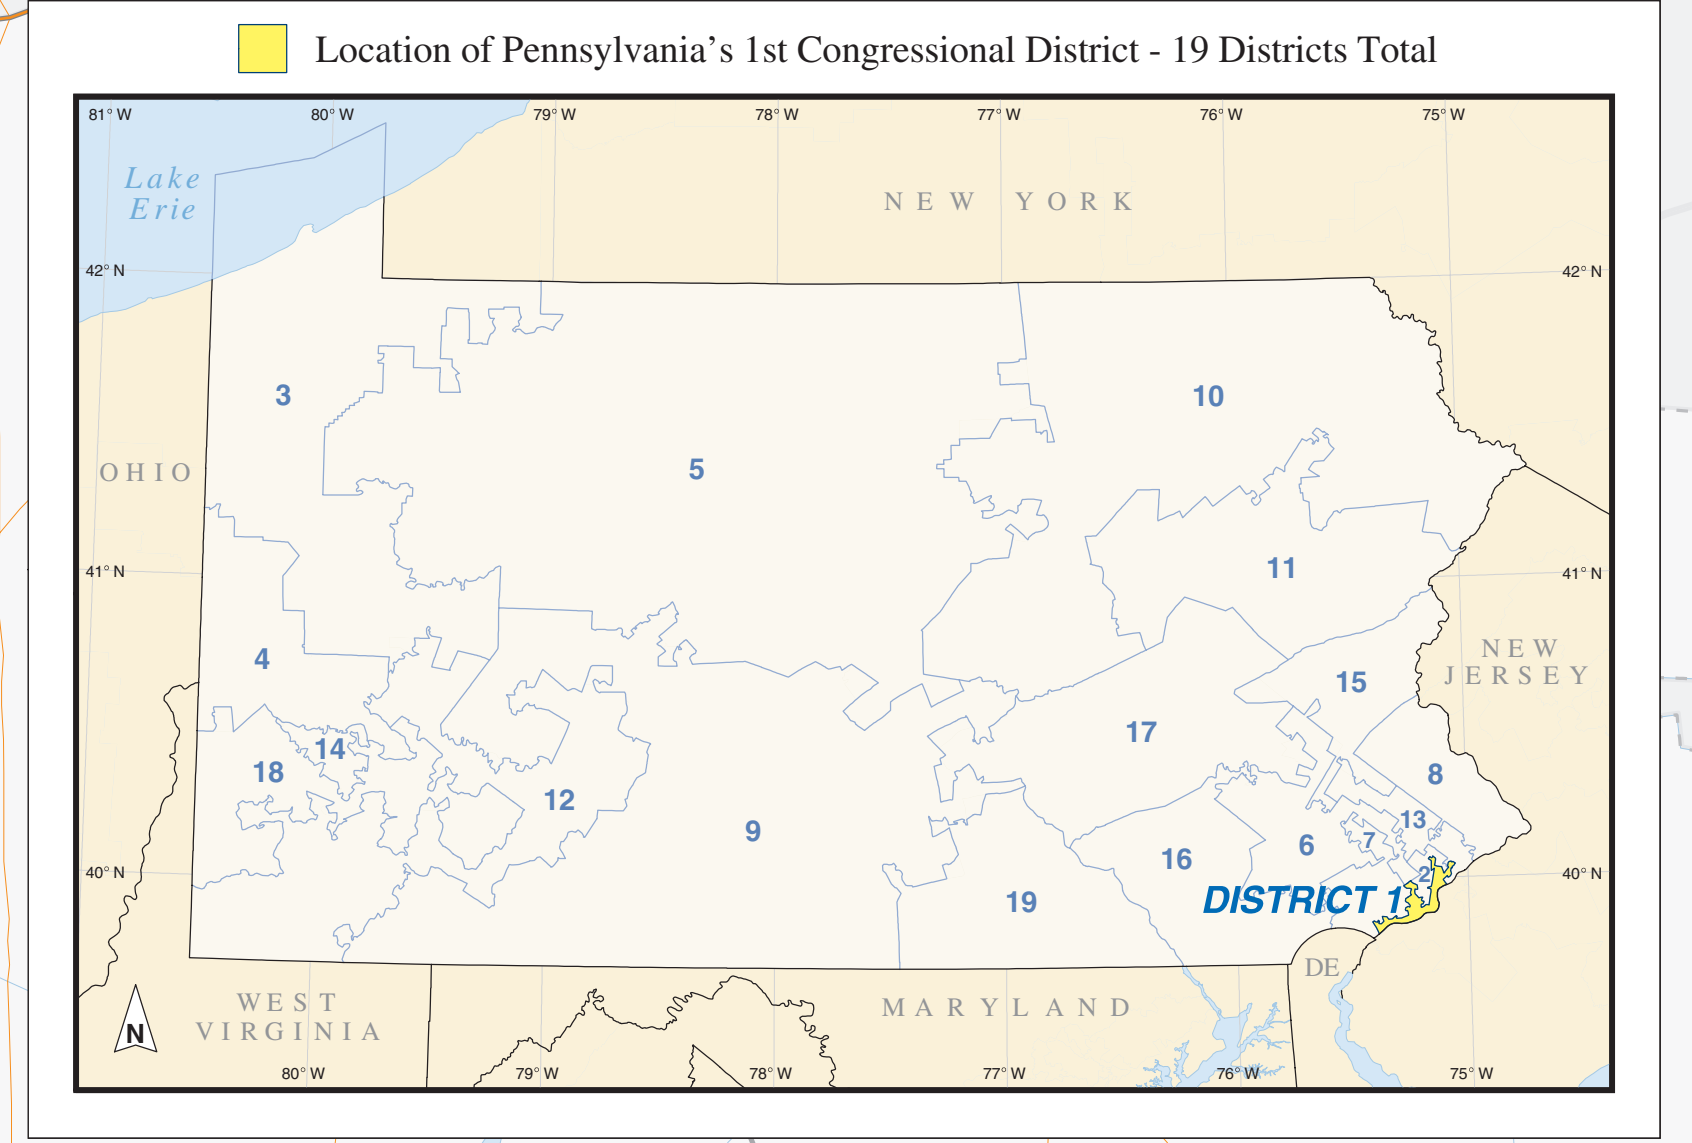 Location of Pennsylvania's 1st Congressional District - 19 Districts Total
81° W 80° W 79° W 78° W 77° W 76° W 75° W
Lake
Erie
NEW YORK
42° N 42° N
3 10
OHIO
5
41° N 11 41° N
4
NEW
JERSEY
15
17
14
18 8
12
13
9
7
6
16
40° N 2 40° N
19 DISTRICT 1
DE
WEST
VIRGINIA
MARYLAND
N
80° W 79° W 78° W 77° W 76° W 75° W